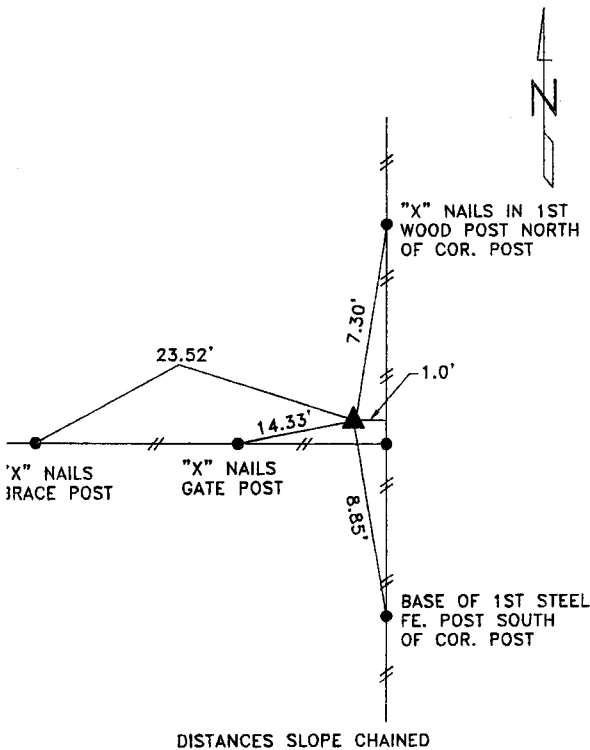 N
"X" NAILS IN 1ST
WOOD POST NORTH
OF COR. POST
7.30'
23.52'
1.0'
14.33'
"X" NAILS
BRACE POST
"X" NAILS
GATE POST
8.85'
BASE OF 1ST STEEL
FE. POST SOUTH
OF COR. POST
DISTANCES SLOPE CHAINED